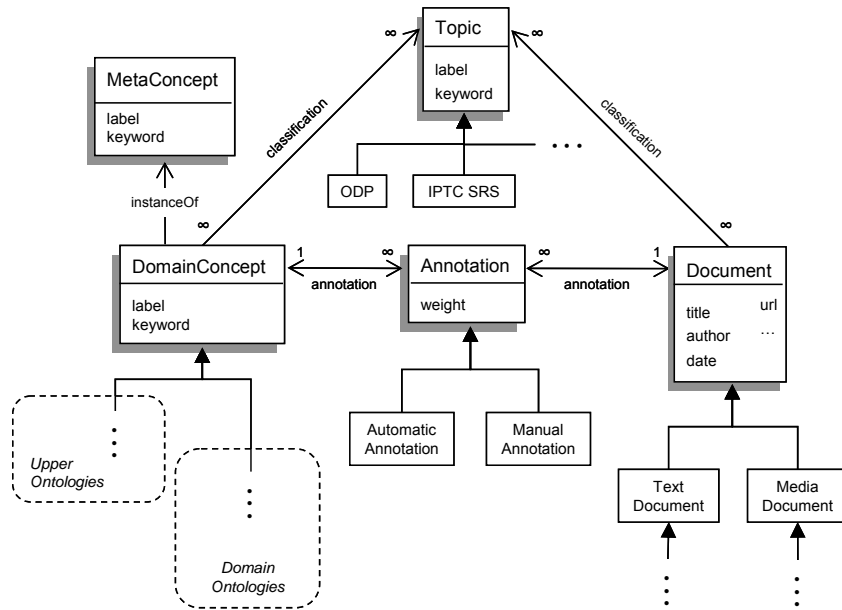 ∞
Topic
∞
label
keyword
MetaConcept
label
keyword
classification
classification
ODP
IPTC SRS
...
instanceOf
∞
∞
DomainConcept
label
keyword
1
∞
annotation
Annotation
weight
∞
1
annotation
Document
title
url
author
...
date
Automatic
Annotation
Manual
Annotation
Upper
Ontologies
Domain
Ontologies
Text
Document
Media
Document